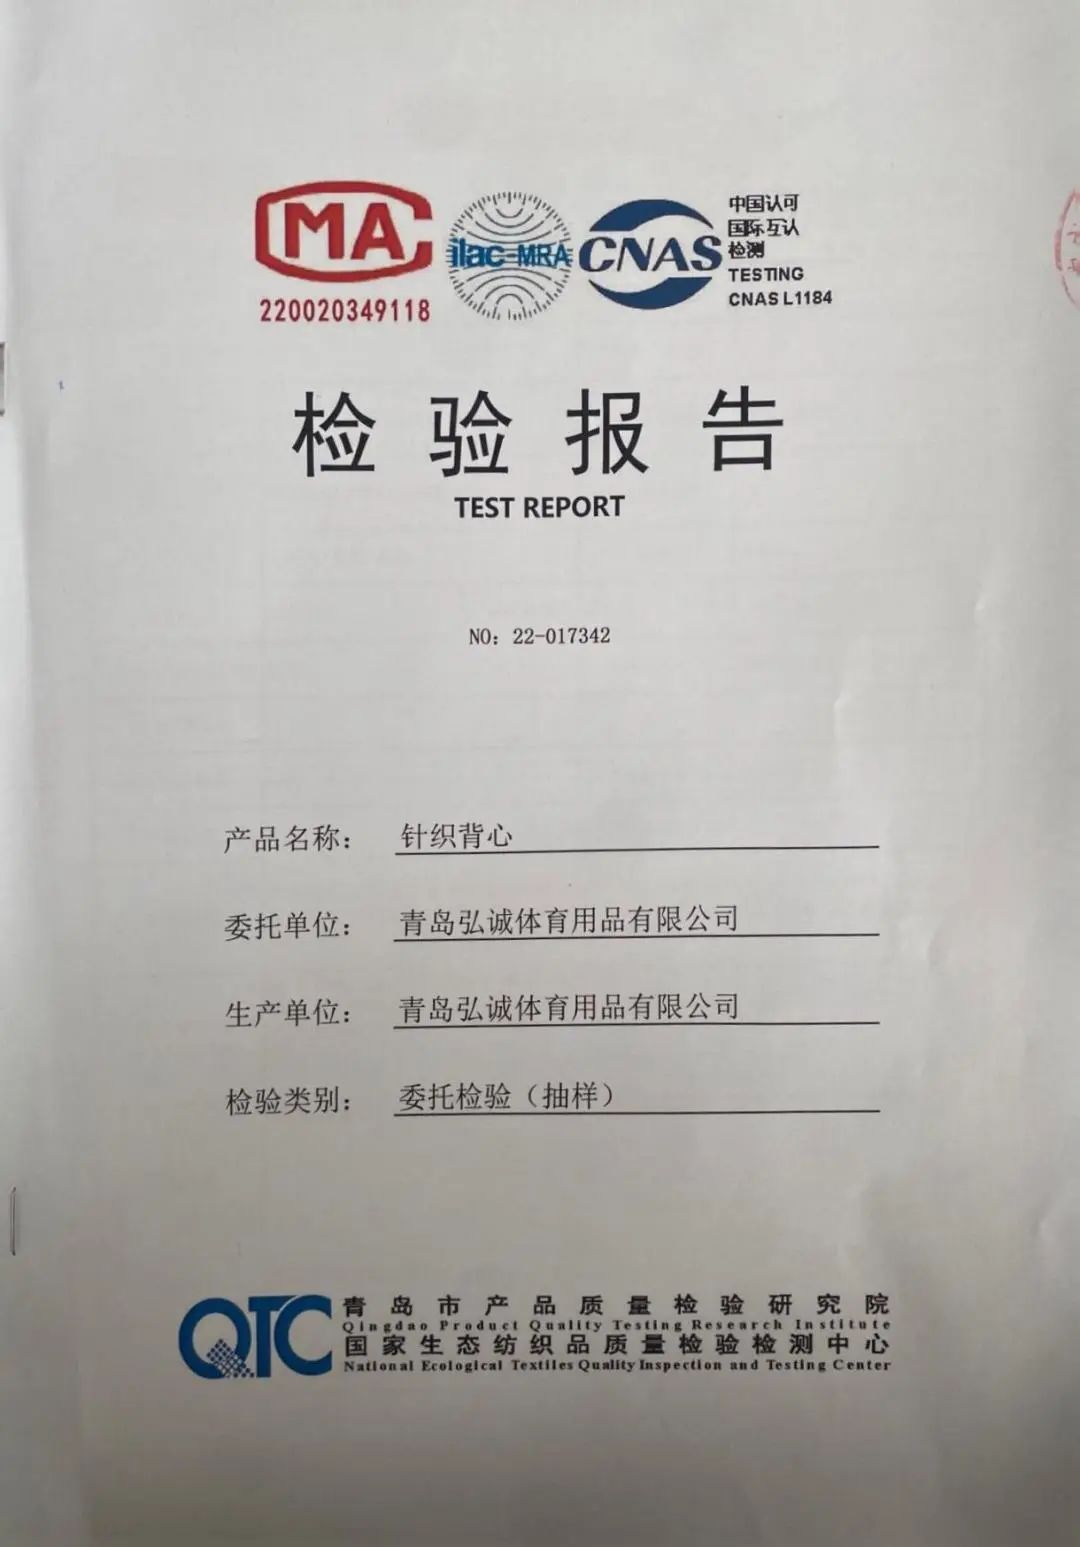 MA
220020349118
ilac-MRA
CNAS
中国认可
国际互认
检测
TESTING
CNAS L1184
检验报告
TEST REPORT
NO: 22-017342
产品名称: 针织背心
委托单位: 青岛弘诚体育用品有限公司
生产单位: 青岛弘诚体育用品有限公司
检验类别: 委托检验（抽样）
QTC
青岛市产品质量检验研究院
Qingdao Product Quality Testing Research Institute
国家生态纺织品质量检验检测中心
National Ecological Textiles Quality Inspection and Testing Center